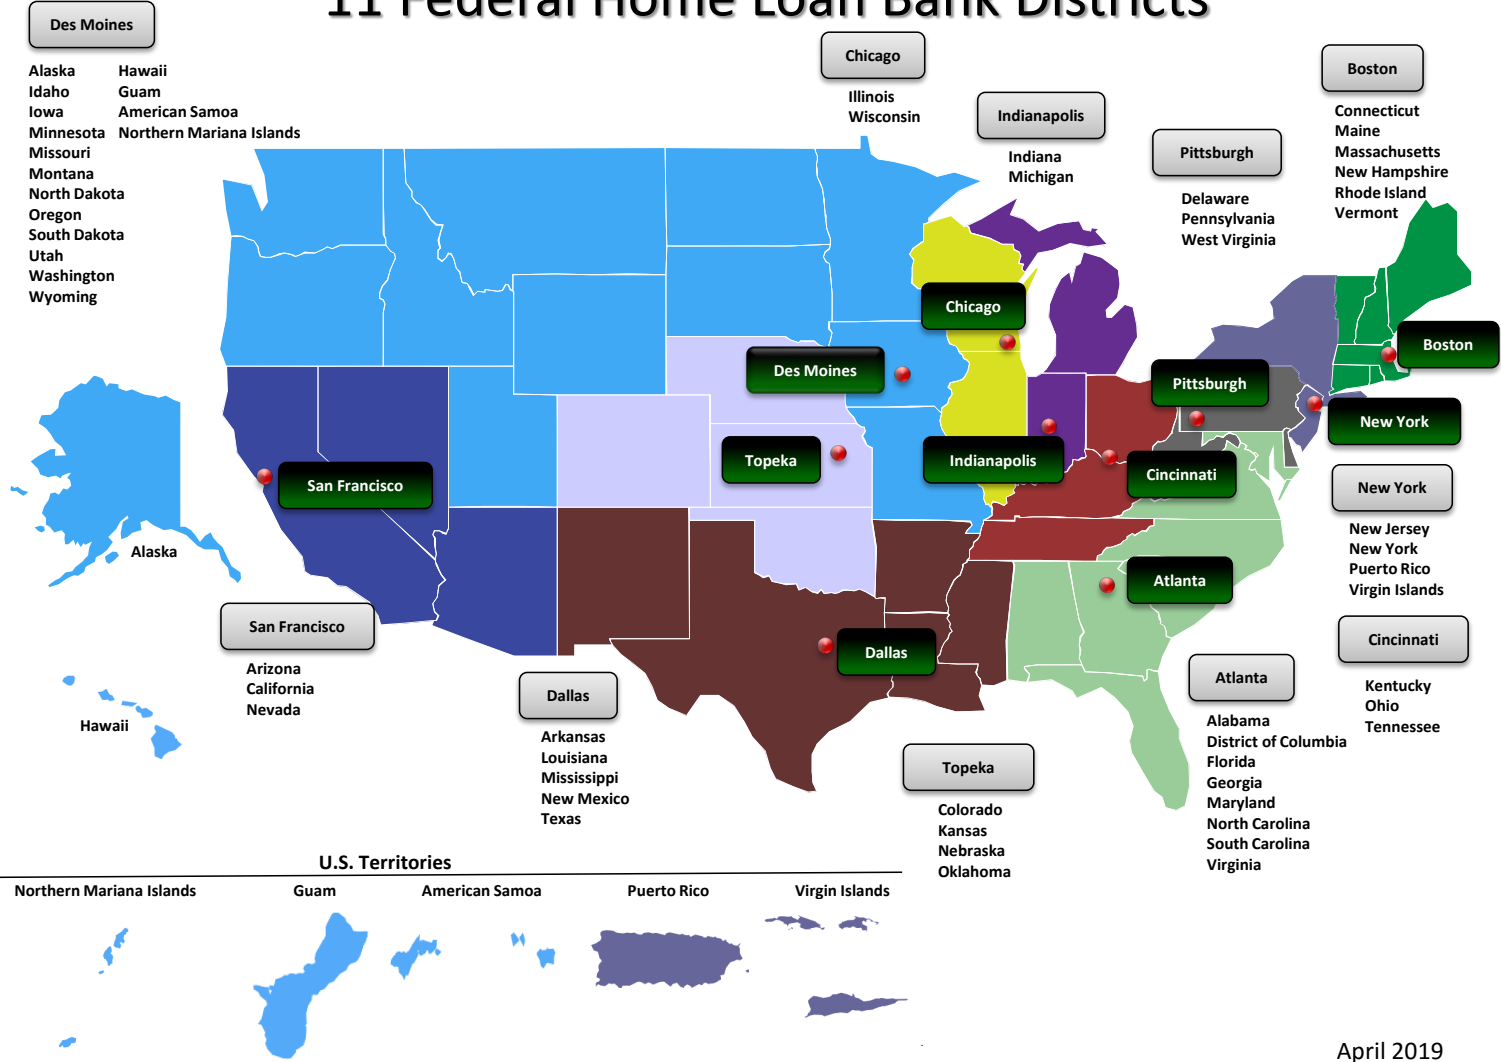 11 Federal Home Loan Bank Districts
Des Moines
Alaska
Idaho
Iowa
Minnesota
Missouri
Montana
North Dakota
Oregon
South Dakota
Utah
Washington
Wyoming
Hawaii
Guam
American Samoa
Northern Mariana Islands
Chicago
Illinois
Wisconsin
Indianapolis
Indiana
Michigan
Pittsburgh
Delaware
Pennsylvania
West Virginia
Boston
Connecticut
Maine
Massachusetts
New Hampshire
Rhode Island
Vermont
Chicago
Boston
Des Moines
Pittsburgh
New York
Topeka
Indianapolis
Cincinnati
San Francisco
Atlanta
Dallas
Alaska
Hawaii
New York
New Jersey
New York
Puerto Rico
Virgin Islands
San Francisco
Arizona
California
Nevada
Cincinnati
Kentucky
Ohio
Tennessee
Dallas
Arkansas
Louisiana
Mississippi
New Mexico
Texas
Atlanta
Alabama
District of Columbia
Florida
Georgia
Maryland
North Carolina
South Carolina
Virginia
Topeka
Colorado
Kansas
Nebraska
Oklahoma
U.S. Territories
Northern Mariana Islands
Guam
American Samoa
Puerto Rico
Virgin Islands
April 2019